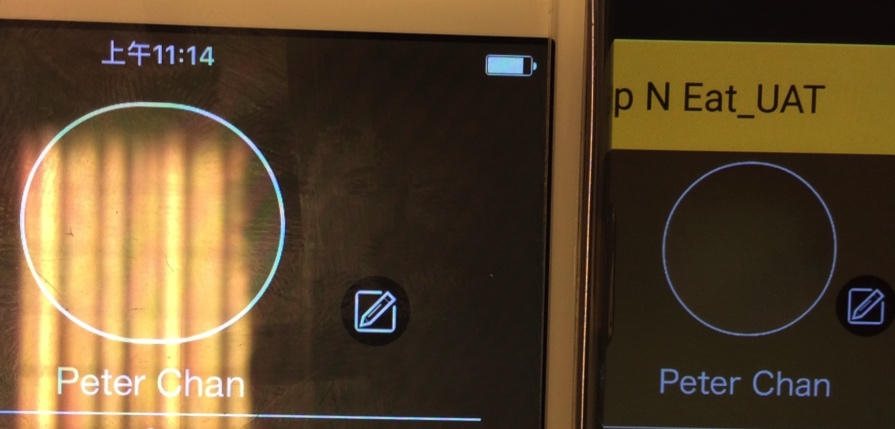 上午11:14
Peter Chan
p N Eat_UAT
Peter Chan